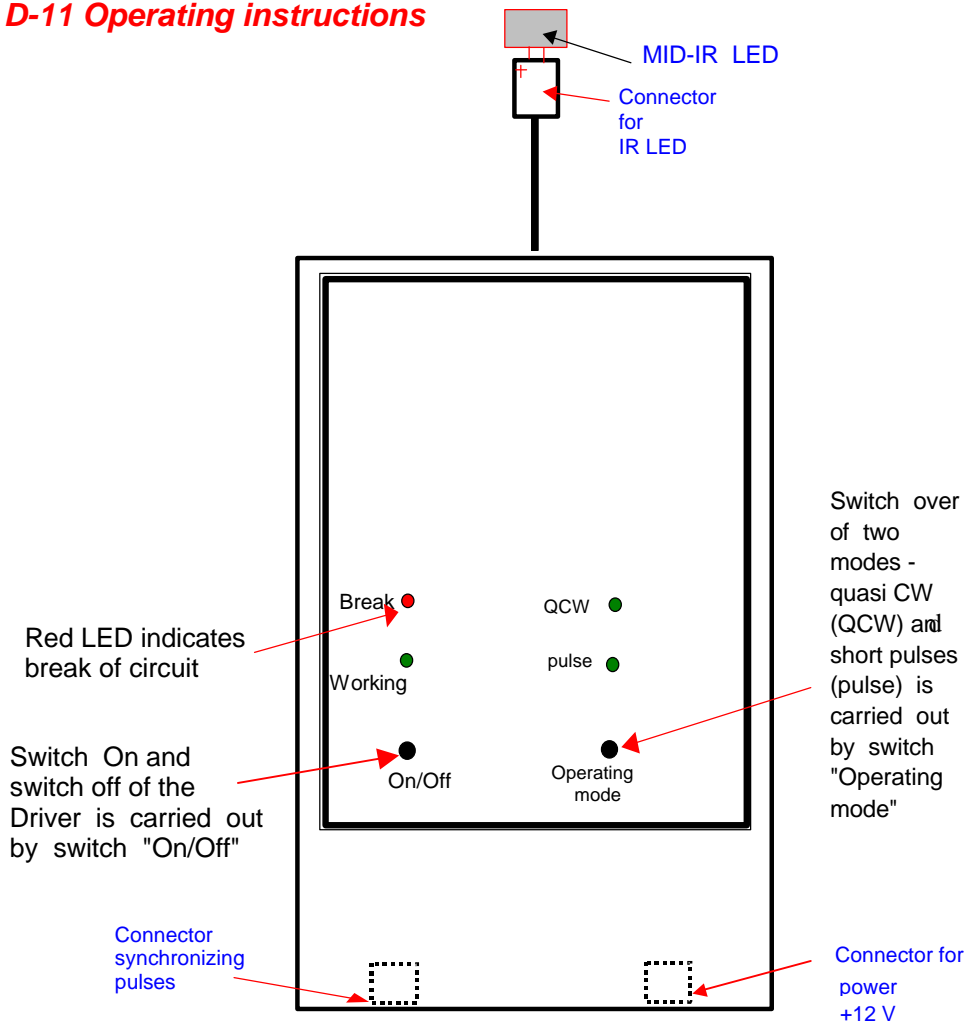 D-11 Operating instructions
MID-IR LED
+
Connector
for
IR LED
Switch over
of two
modes -
quasi CW
(QCW) and
short pulses
(pulse) is
carried out
by switch
"Operating
mode"
Break
QCW
Red LED indicates
break of circuit
pulse
Working
Switch On and
switch off of the
Driver is carried out
by switch "On/Off"
On/Off
Operating
mode
Connector
synchronizing
pulses
Connector for
power
+12 V